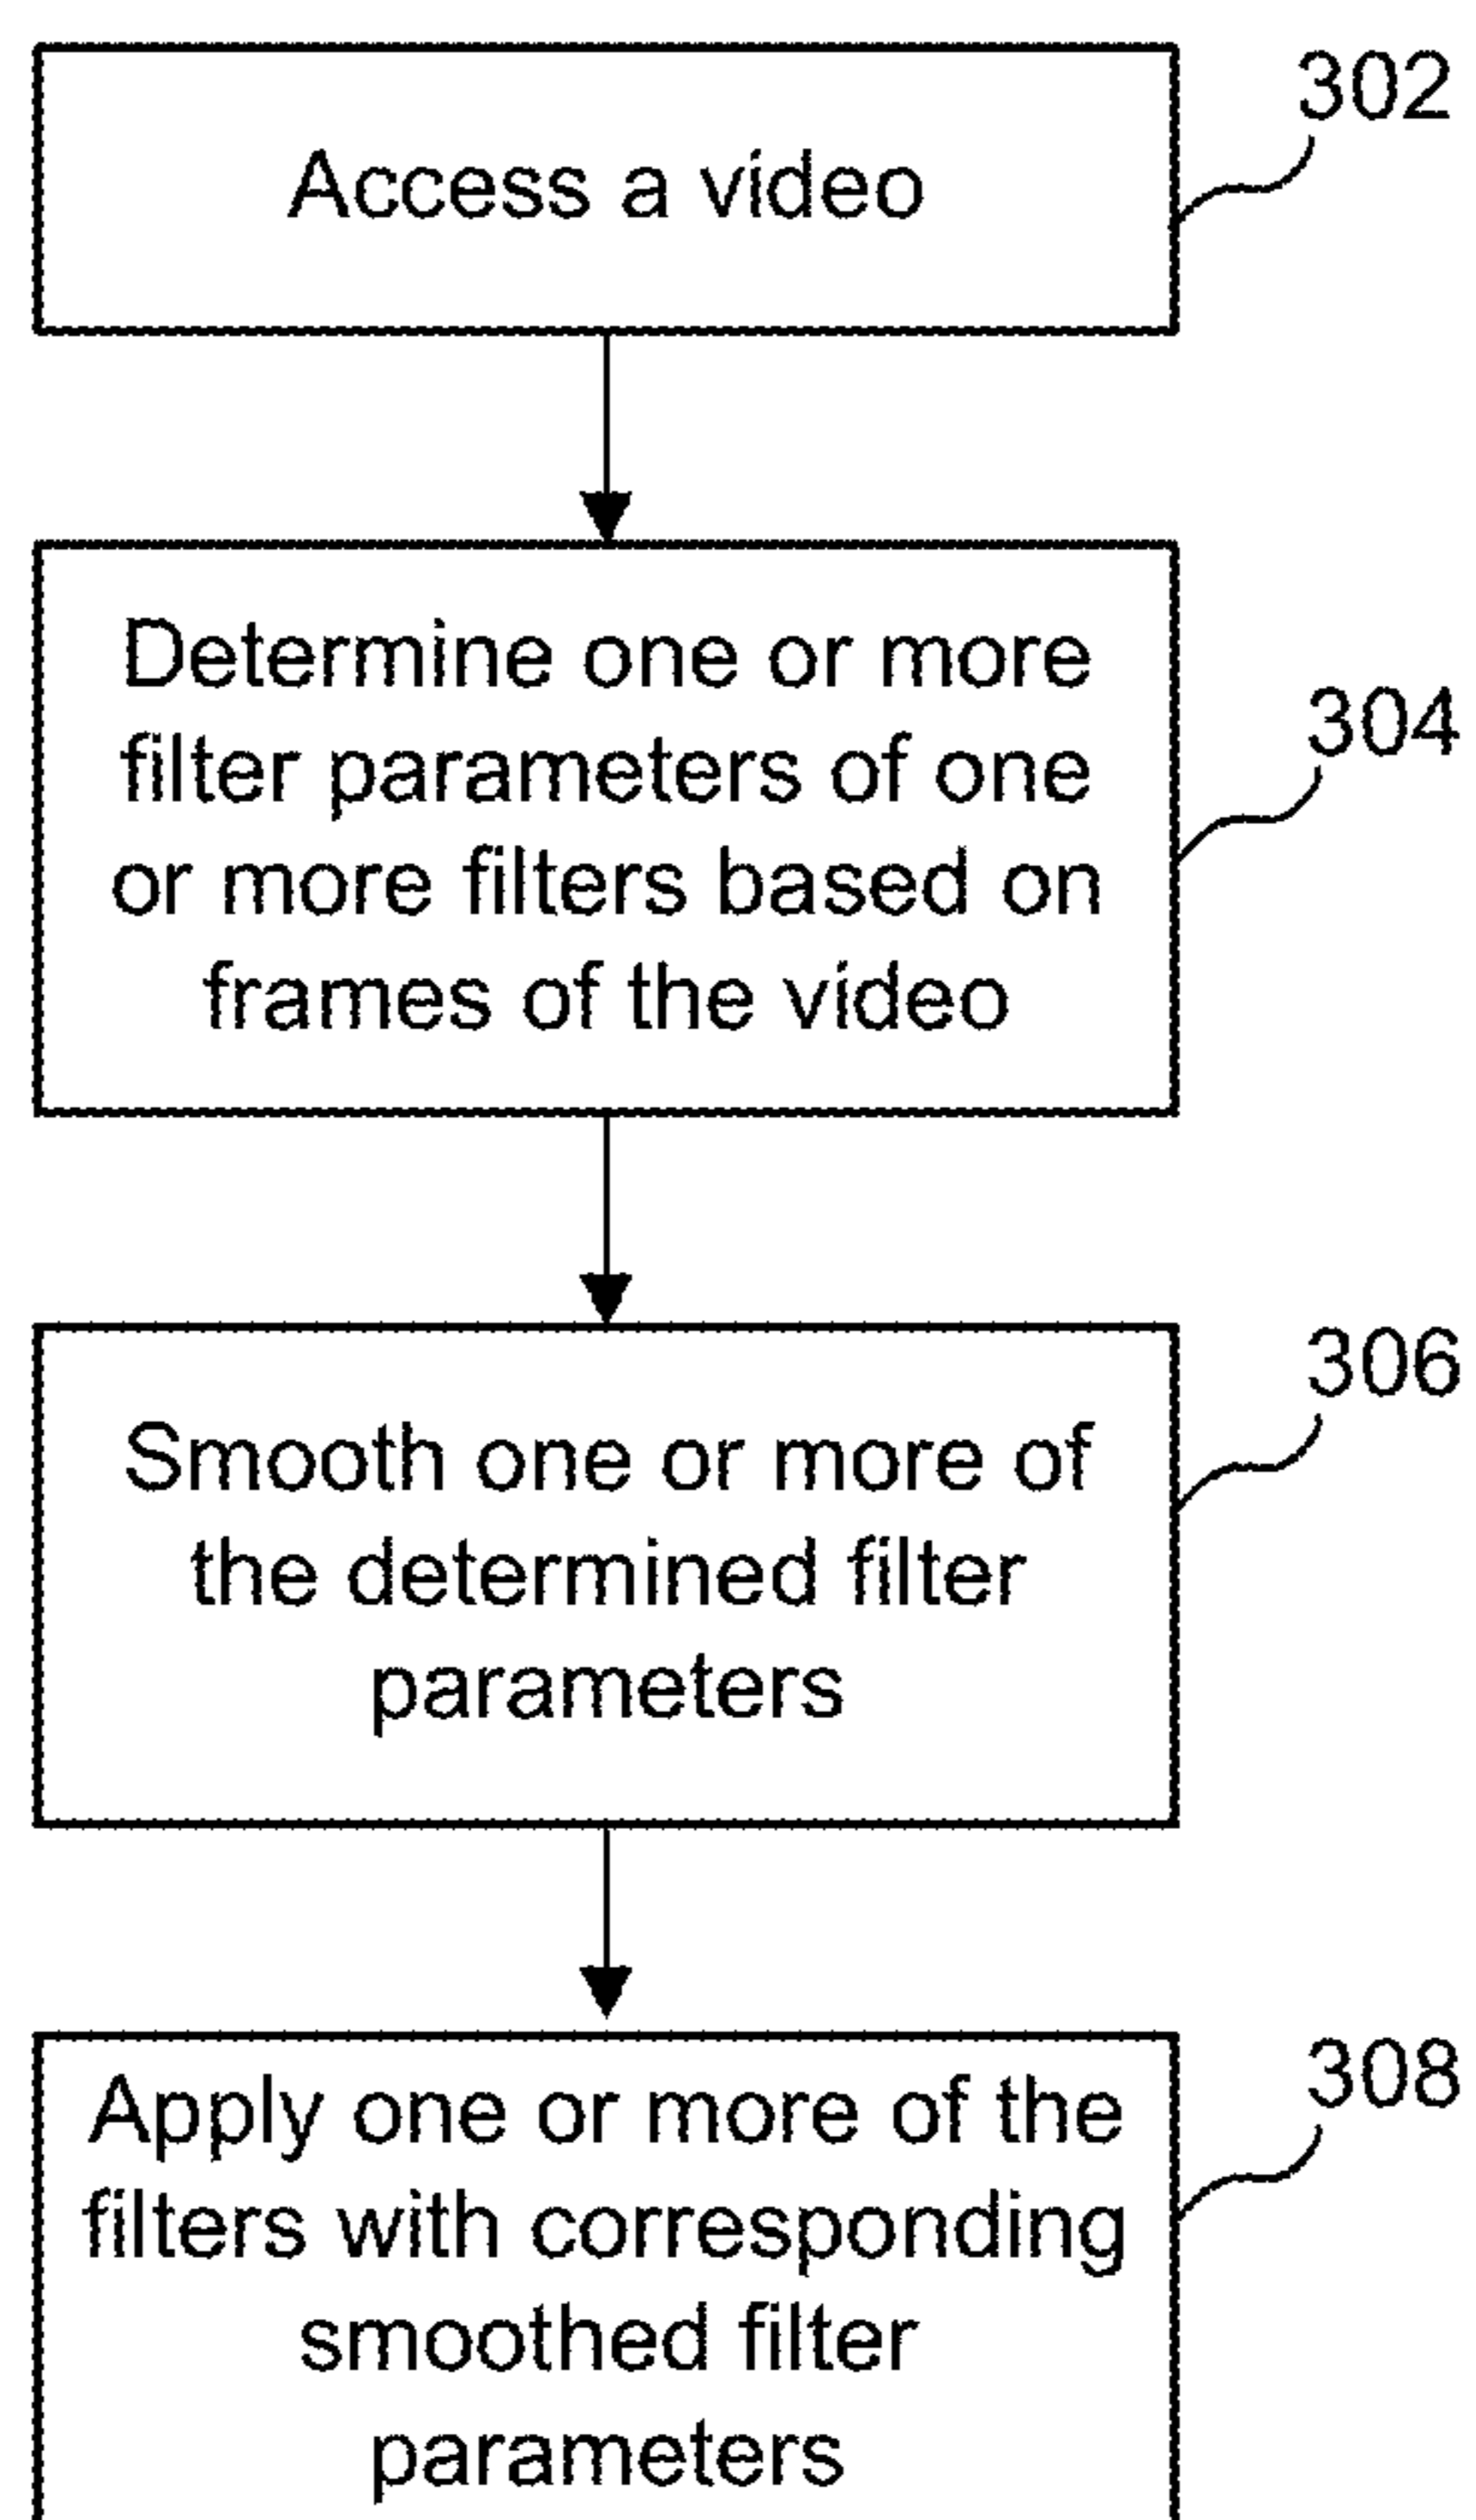 302
Access a video
Determine one or more
304
filter parameters of one
or more filters based on
frames of the video
306
Smooth one or more of
the determined filter
parameters
308
Apply one or more of the
filters with corresponding
smoothed filter
parameters